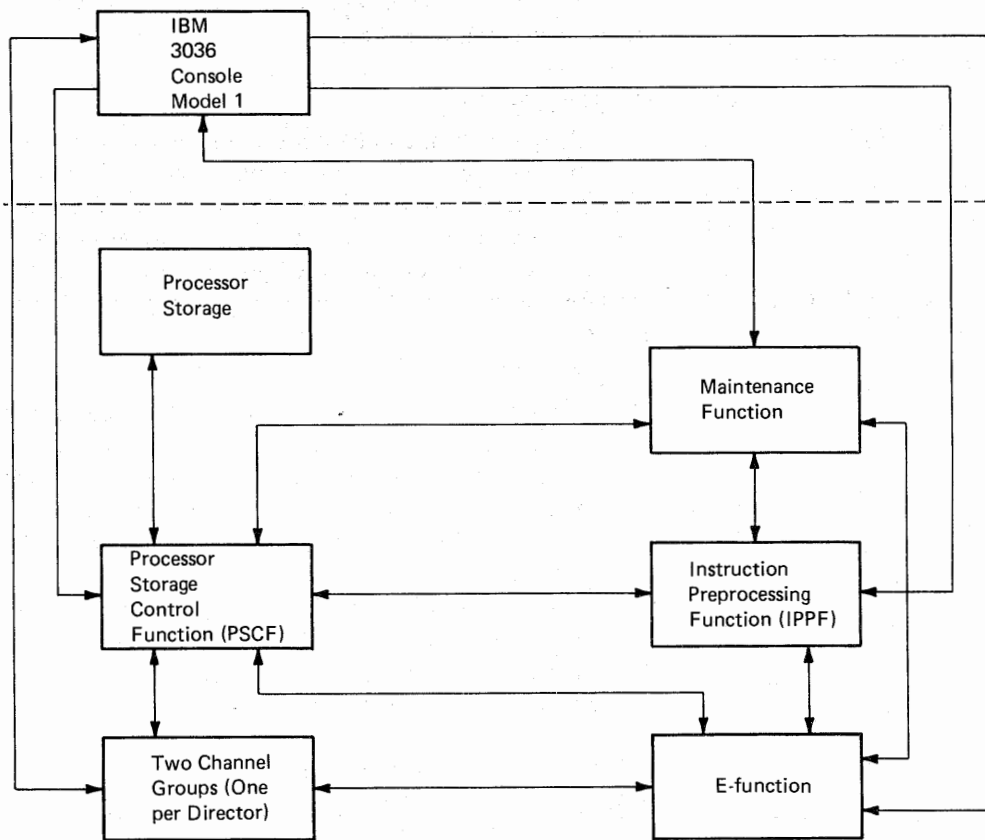 IBM
3036
Console
Model 1
Processor
Storage
Maintenance
Function
Processor
Storage
Control
Function (PSCF)
Instruction
Preprocessing
Function (IPPF)
Two Channel
Groups (One
per Director)
E-function